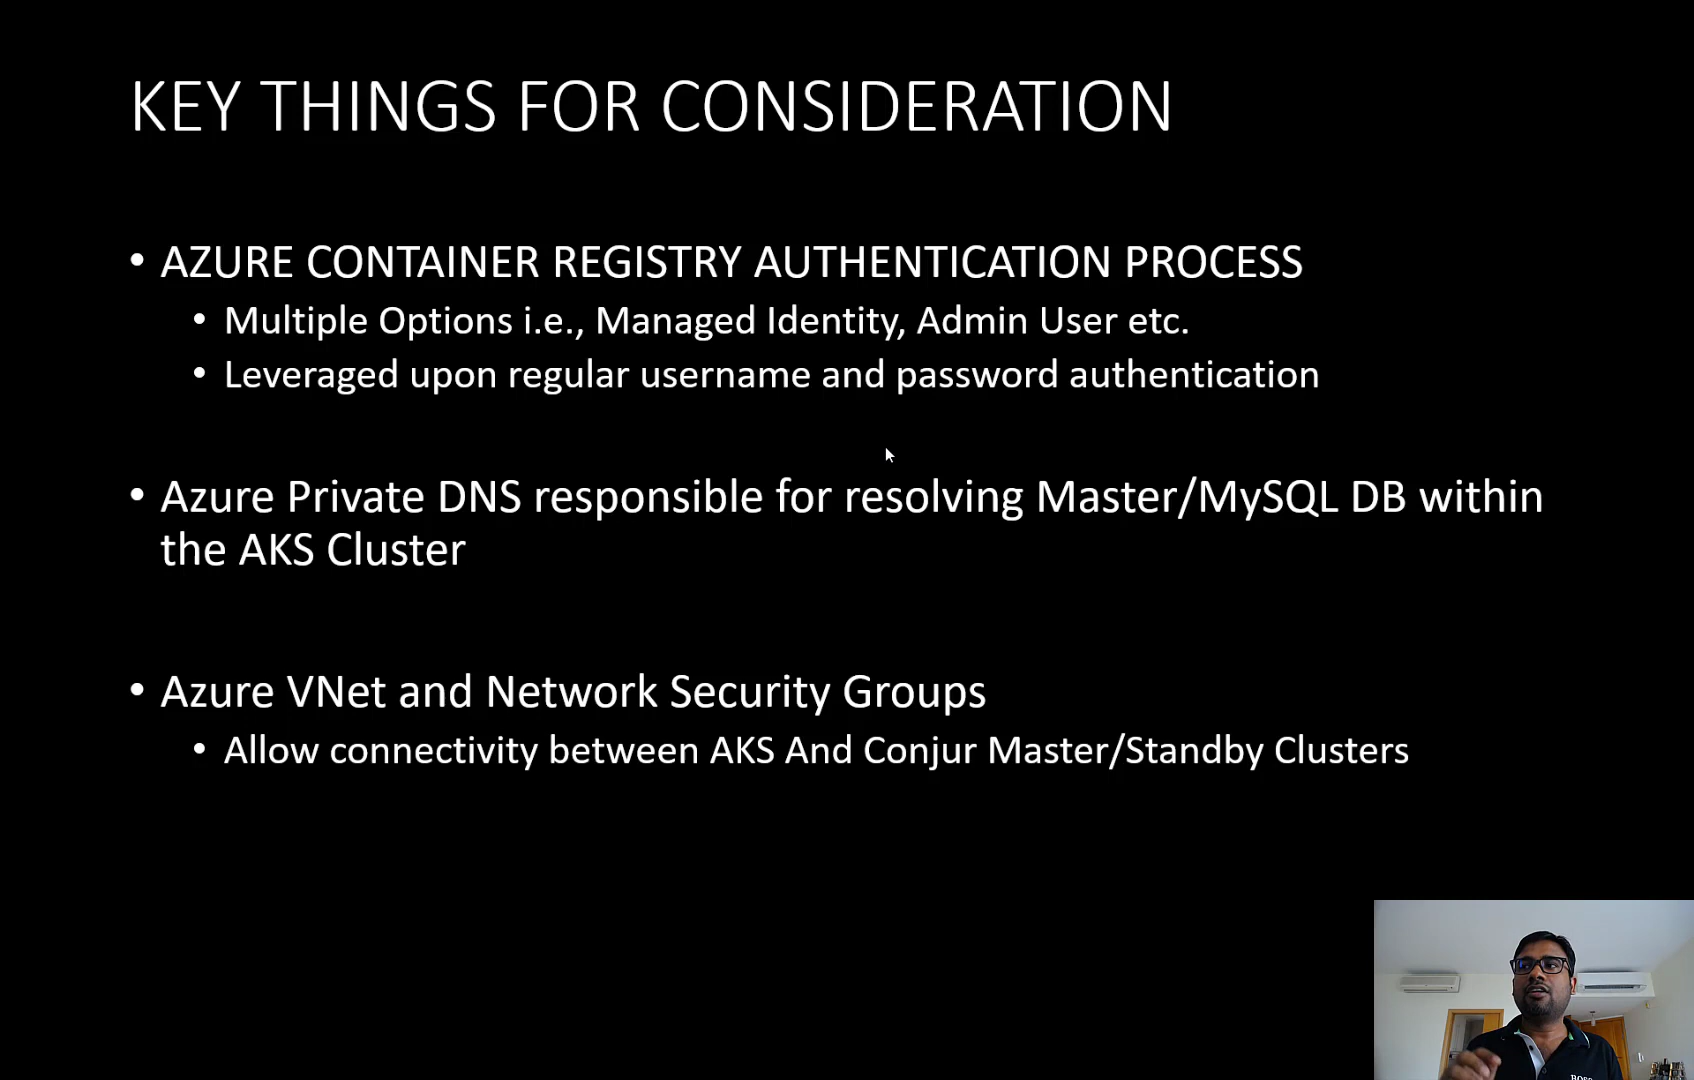 KEY THINGS FOR CONSIDERATION
• AZURE CONTAINER REGISTRY AUTHENTICATION PROCESS
• Multiple Options i.e., Managed Identity, Admin User etc.
• Leveraged upon regular username and password authentication
• Azure Private DNS responsible for resolving Master/MySQL DB within
the AKS Cluster
• Azure VNet and Network Security Groups
• Allow connectivity between AKS And Conjur Master/Standby Clusters